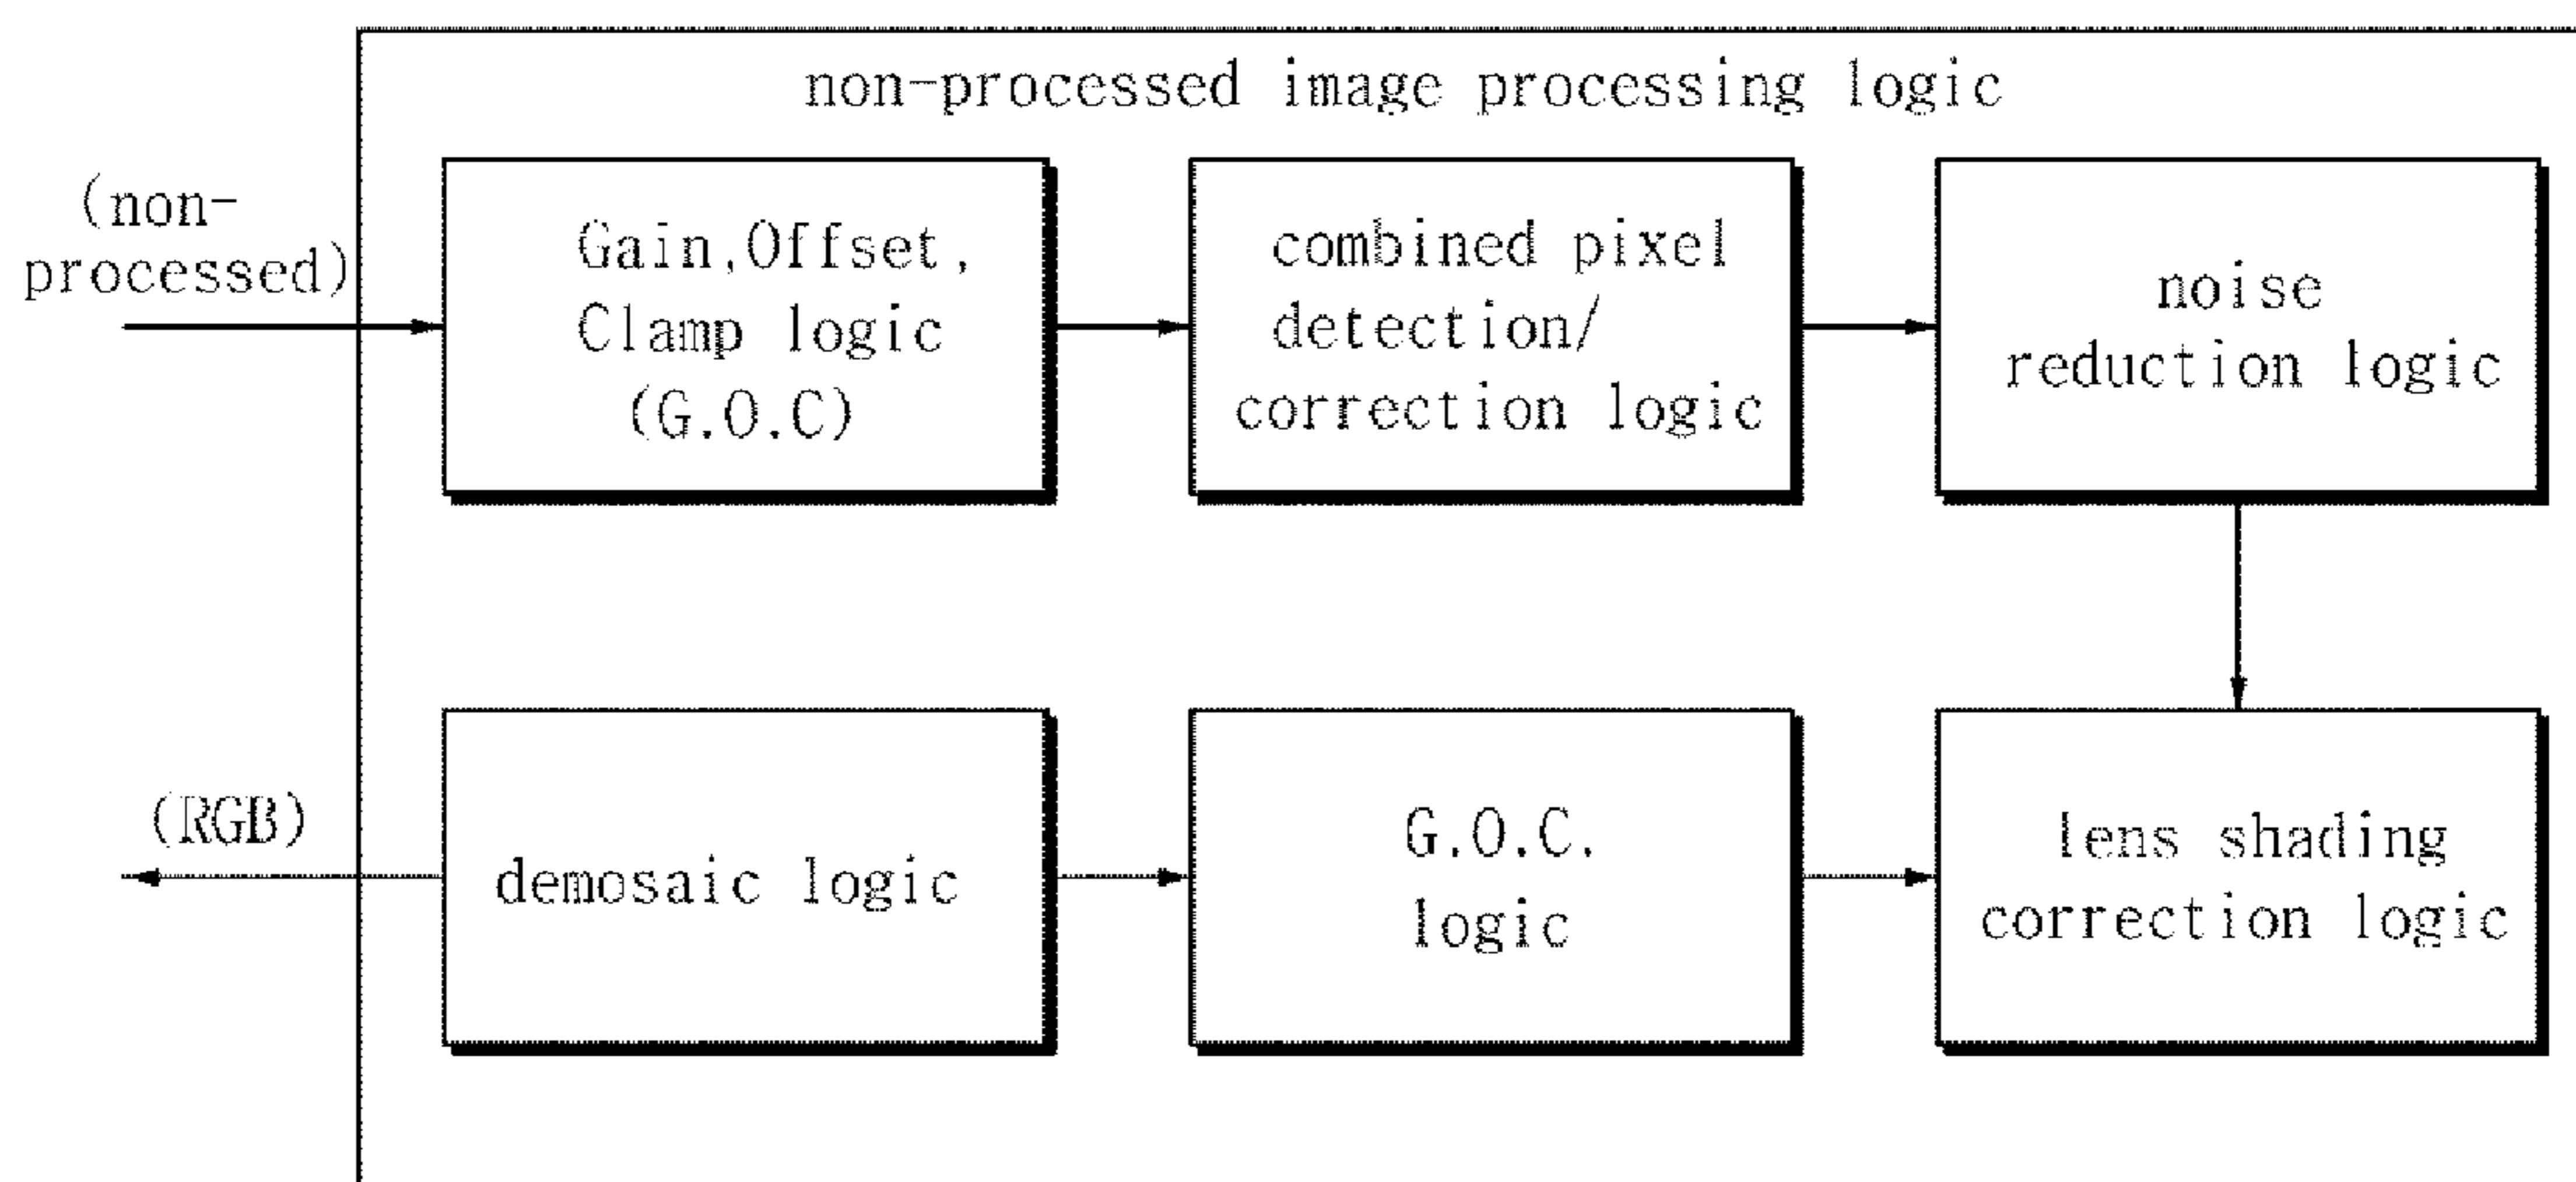 non-processed image processing logic
(non-
processed)
Gain,Offset,
Clamp logic
(G.O.C)
combined pixel
detection/
correction logic
noise
reduction logic
(RGB)
demosaic logic
G.O.C.
logic
lens shading
correction logic